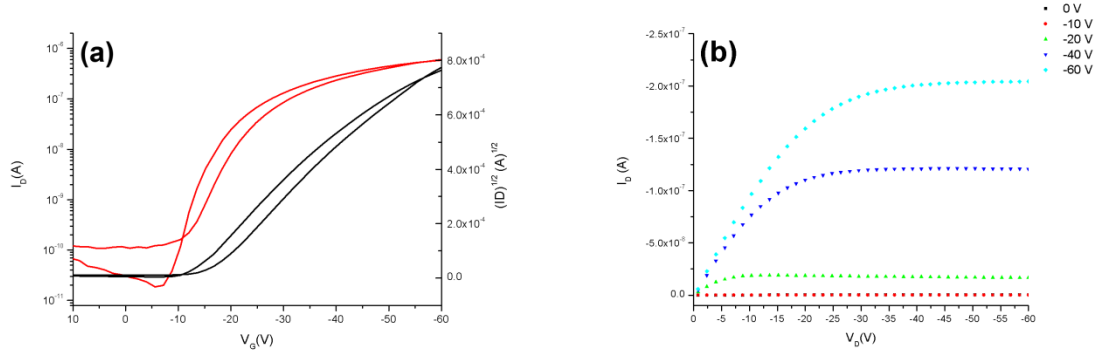 (a)
10⁻⁶
10⁻⁷
10⁻⁸
10⁻⁹
10⁻¹⁰
10⁻¹¹
I_D(A)
8.0x10⁻⁴
6.0x10⁻⁴
4.0x10⁻⁴
2.0x10⁻⁴
0.0
(ID)^1/2 (A)^1/2
10 0 -10 -20 -30 -40 -50 -60
V_G(V)
(b)
-2.5x10⁻⁷
-2.0x10⁻⁷
-1.5x10⁻⁷
-1.0x10⁻⁷
-5.0x10⁻⁸
0.0
I_D (A)
0 -5 -10 -15 -20 -25 -30 -35 -40 -45 -50 -55 -60
V_D(V)
0 V
-10 V
-20 V
-40 V
-60 V